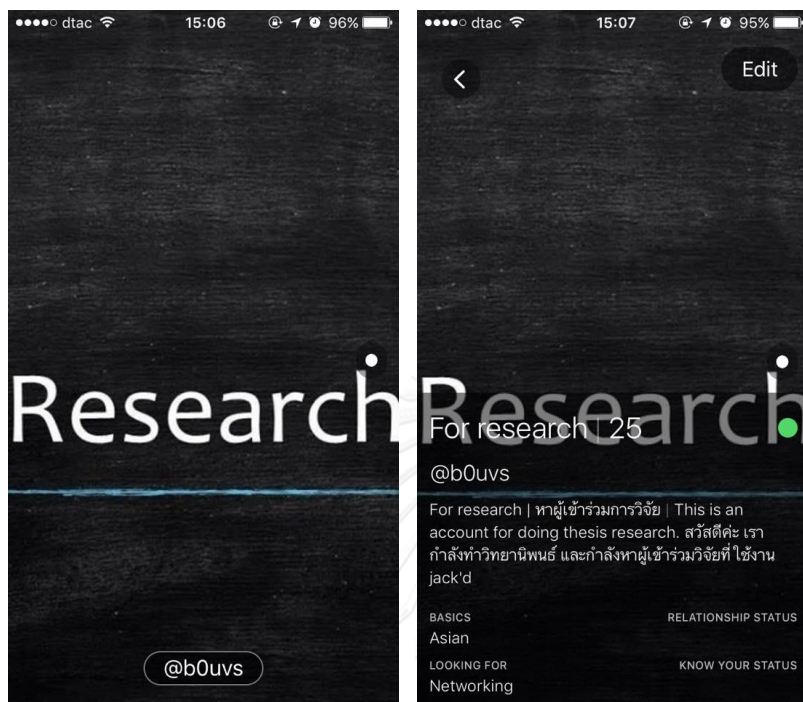 dtac 15:06 96%
Research
@b0uvs
dtac 15:07 95%
Edit
Research
For research | 25
@b0uvs
For research | หาผู้เข้าร่วมการวิจัย | This is an
account for doing thesis research. สวัสดีค่ะ เรา
กำลังทำวิทยานิพนธ์ และกำลังหาผู้เข้าร่วมวิจัยที่ ใช้งาน
jack'd
BASICS RELATIONSHIP STATUS
Asian
LOOKING FOR KNOW YOUR STATUS
Networking